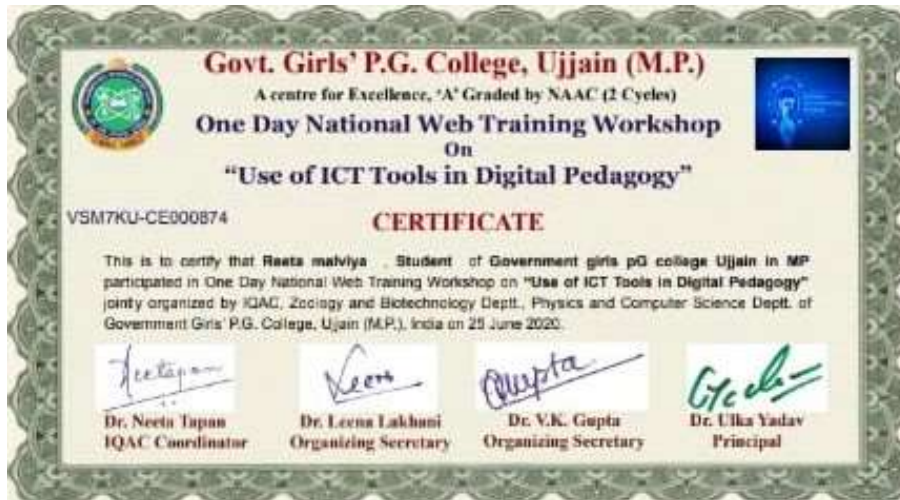 Govt. Girls' P.G. College, Ujjain (M.P.)
A centre for Excellence, 'A' Graded by NAAC (2 Cycles)
One Day National Web Training Workshop
On
"Use of ICT Tools in Digital Pedagogy"
VSM7KU-CE000874
CERTIFICATE
This is to certify that Reeta malviya , Student of Government girls pG college Ujjain in MP
participated in One Day National Web Training Workshop on "Use of ICT Tools in Digital Pedagogy"
jointly organized by IQAC, Zoology and Biotechnology Deptt., Physics and Computer Science Deptt. of
Government Girls' P.G. College, Ujjain (M.P.), India on 25 June 2020.
Neetapan
Leena
Gupta
Dr. Neeta Tapan
Dr. Leena Lakhani
Dr. V.K. Gupta
Dr. Ulka Yadav
IQAC Coordinator
Organizing Secretary
Organizing Secretary
Principal